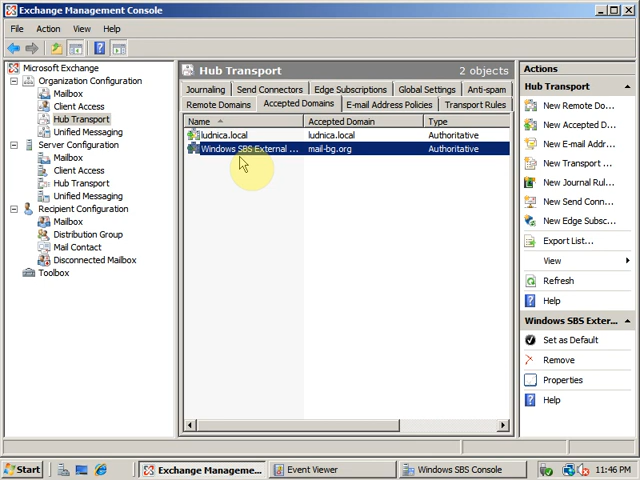 Exchange Management Console
File Action View Help
Microsoft Exchange
Organization Configuration
Mailbox
Client Access
Hub Transport
Unified Messaging
Server Configuration
Mailbox
Client Access
Hub Transport
Unified Messaging
Recipient Configuration
Mailbox
Distribution Group
Mail Contact
Disconnected Mailbox
Toolbox
Hub Transport 2 objects
Journaling Send Connectors Edge Subscriptions Global Settings Anti-spam
Remote Domains Accepted Domains E-mail Address Policies Transport Rules
Name Accepted Domain Type
ludnica.local ludnica.local Authoritative
Windows SBS External ... mail-bg.org Authoritative
Actions
Hub Transport
New Remote Do...
New Accepted D...
New E-mail Addr...
New Transport ...
New Journal Rul...
New Send Conn...
New Edge Subsc...
Export List...
View
Refresh
Help
Windows SBS Exter...
Set as Default
Remove
Properties
Help
Start Exchange Manageme... Event Viewer Windows SBS Console 11:46 PM